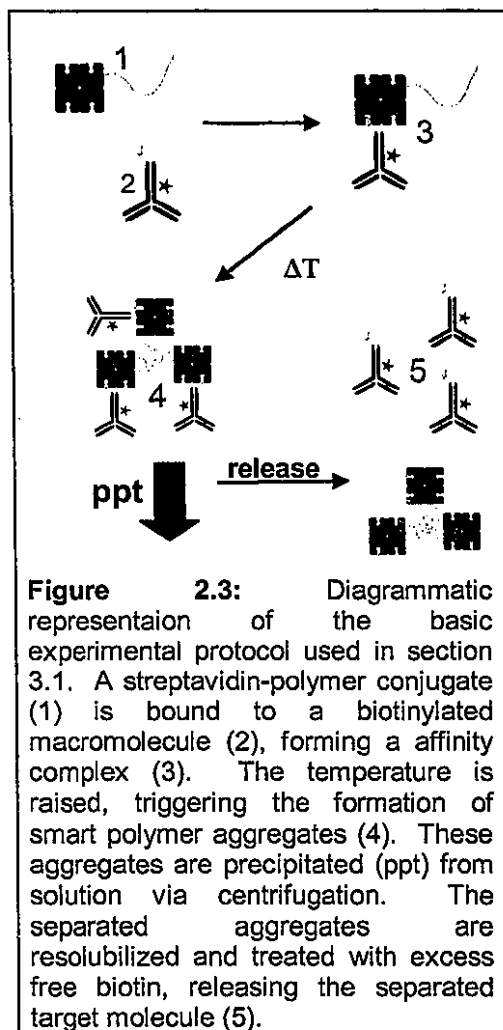 1
2
3
ΔT
4
5
ppt
release
Figure 2.3: Diagrammatic
representaion of the basic
experimental protocol used in section
3.1. A streptavidin-polymer conjugate
(1) is bound to a biotinylated
macromolecule (2), forming a affinity
complex (3). The temperature is
raised, triggering the formation of
smart polymer aggregates (4). These
aggregates are precipitated (ppt) from
solution via centrifugation. The
separated aggregates are
resolubilized and treated with excess
free biotin, releasing the separated
target molecule (5).